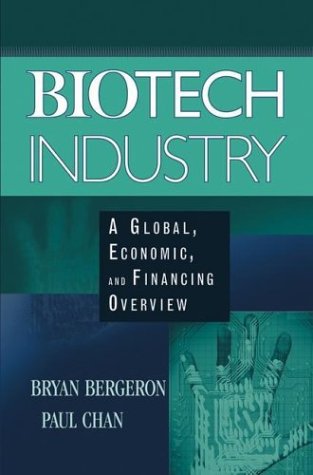 BIOTECH
INDUSTRY
A GLOBAL,
ECONOMIC,
AND FINANCING
OVERVIEW
BRYAN BERGERON
PAUL CHAN